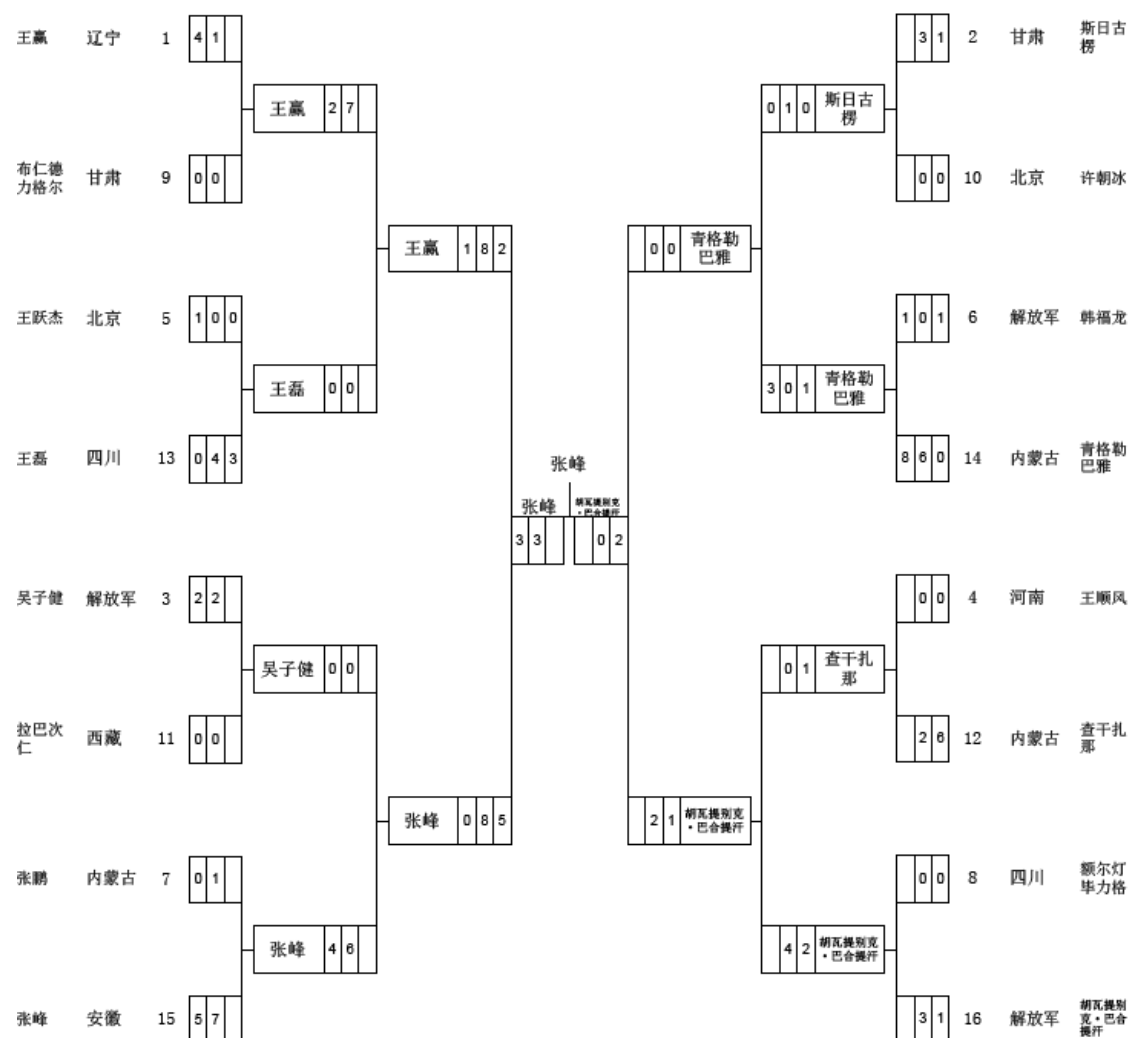 王赢 辽宁 1 4 1
3 1 2 甘肃 斯日古
楞
王赢 2 7
0 1 0 斯日古
楞
布仁德
力格尔 甘肃 9 0 0
0 0 10 北京 许朝冰
王赢 1 8 2
0 0 青格勒
巴雅
王跃杰 北京 5 1 0 0
1 0 1 6 解放军 韩福龙
王磊 0 0
3 0 1 青格勒
巴雅
王磊 四川 13 0 4 3
8 6 0 14 内蒙古 青格勒
巴雅
张峰
张峰 胡瓦提别克
·巴合提汗
3 3 0 2
吴子健 解放军 3 2 2
0 0 4 河南 王顺风
吴子健 0 0
0 1 查干扎
那
拉巴次
仁 西藏 11 0 0
2 6 12 内蒙古 查干扎
那
张峰 0 8 5
2 1 胡瓦提别克
·巴合提汗
张鹏 内蒙古 7 0 1
0 0 8 四川 额尔灯
毕力格
张峰 4 6
4 2 胡瓦提别克
·巴合提汗
张峰 安徽 15 5 7
3 1 16 解放军 胡瓦提别
克·巴合
提汗